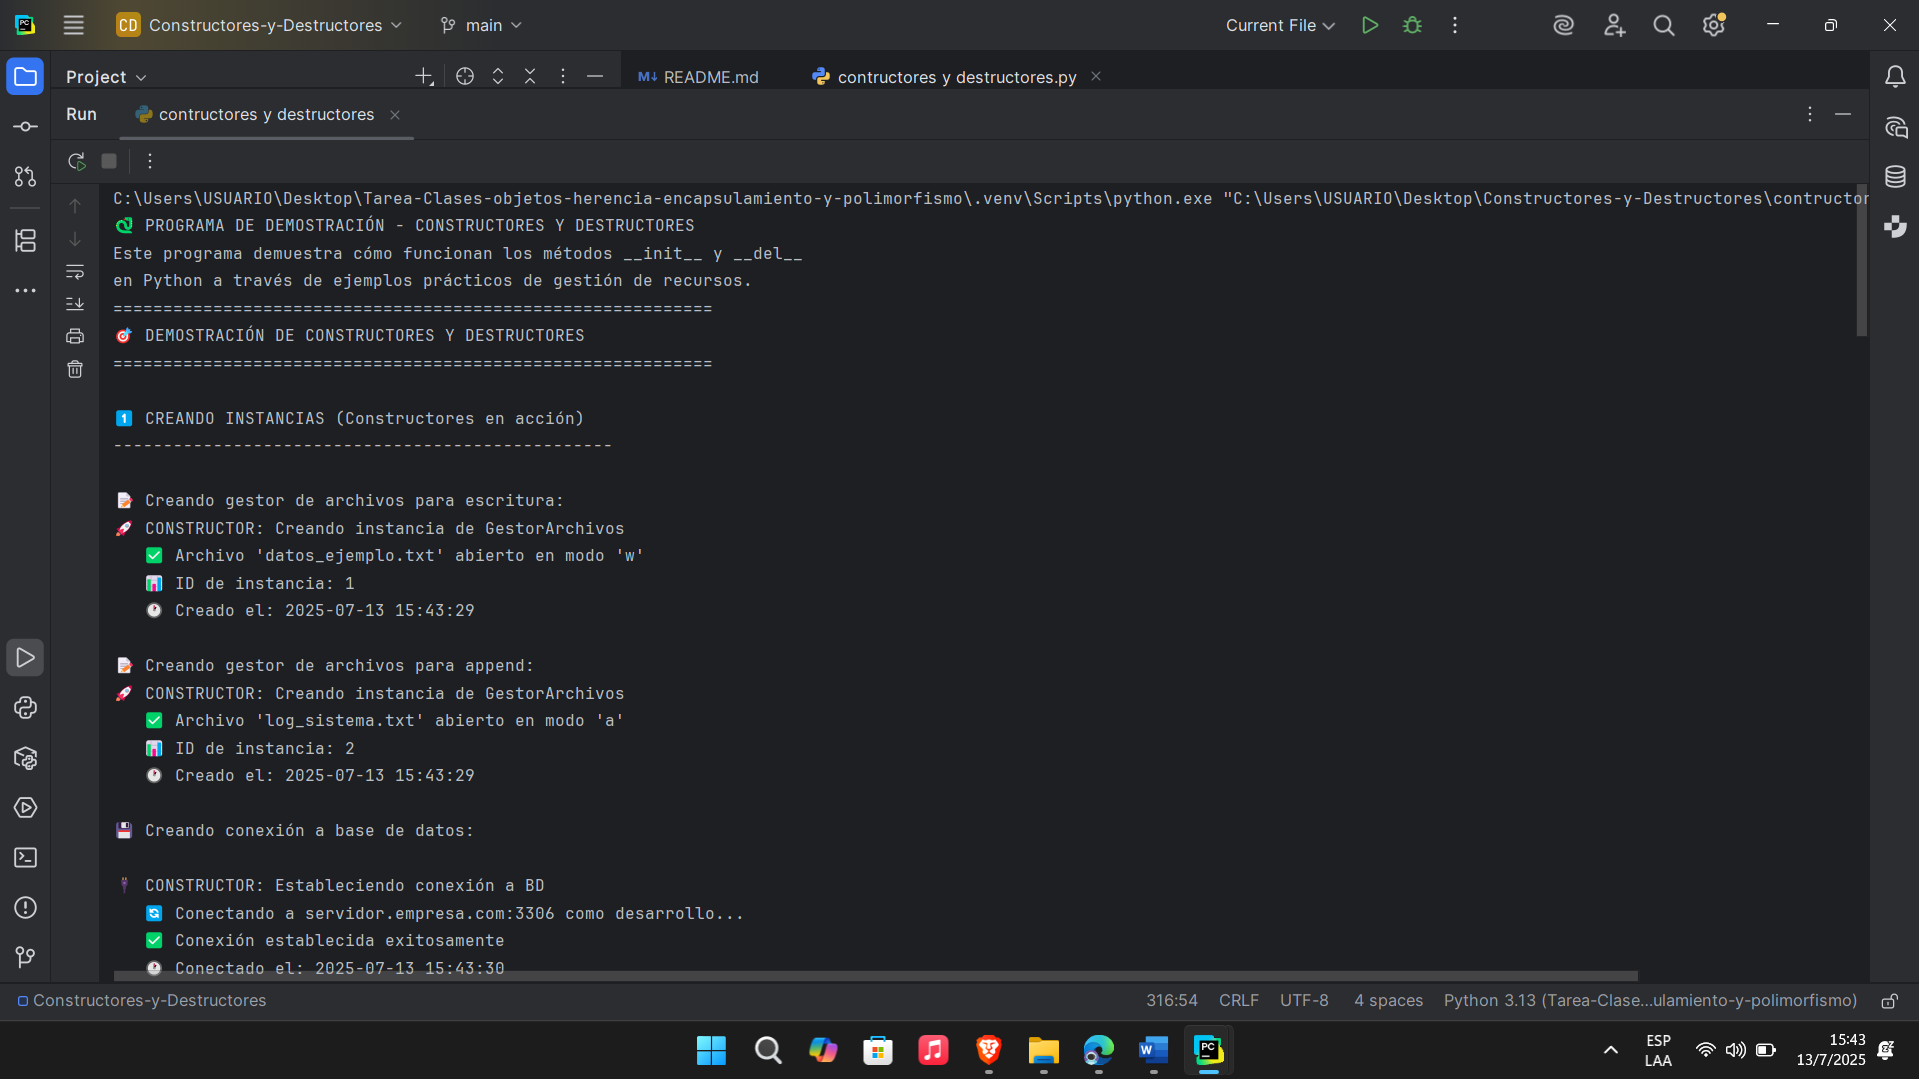 CD Constructores-y-Destructores main Current File
Project README.md contructores y destructores.py
Run contructores y destructores
C:\Users\USUARIO\Desktop\Tarea-Clases-objetos-herencia-encapsulamiento-y-polimorfismo\.venv\Scripts\python.exe "C:\Users\USUARIO\Desktop\Constructores-y-Destructores\contructor
PROGRAMA DE DEMOSTRACIÓN - CONSTRUCTORES Y DESTRUCTORES
Este programa demuestra cómo funcionan los métodos __init__ y __del__
en Python a través de ejemplos prácticos de gestión de recursos.
============================================================
🎯 DEMOSTRACIÓN DE CONSTRUCTORES Y DESTRUCTORES
============================================================
1️⃣ CREANDO INSTANCIAS (Constructores en acción)
--------------------------------------------------
📝 Creando gestor de archivos para escritura:
🚀 CONSTRUCTOR: Creando instancia de GestorArchivos
✅ Archivo 'datos_ejemplo.txt' abierto en modo 'w'
📊 ID de instancia: 1
🕐 Creado el: 2025-07-13 15:43:29
📝 Creando gestor de archivos para append:
🚀 CONSTRUCTOR: Creando instancia de GestorArchivos
✅ Archivo 'log_sistema.txt' abierto en modo 'a'
📊 ID de instancia: 2
🕐 Creado el: 2025-07-13 15:43:29
💾 Creando conexión a base de datos:
🔌 CONSTRUCTOR: Estableciendo conexión a BD
🔄 Conectando a servidor.empresa.com:3306 como desarrollo...
✅ Conexión establecida exitosamente
🕐 Conectado el: 2025-07-13 15:43:30
Constructores-y-Destructores 316:54 CRLF UTF-8 4 spaces Python 3.13 (Tarea-Clase...ulamiento-y-polimorfismo)
ESP 15:43
LAA 13/7/2025